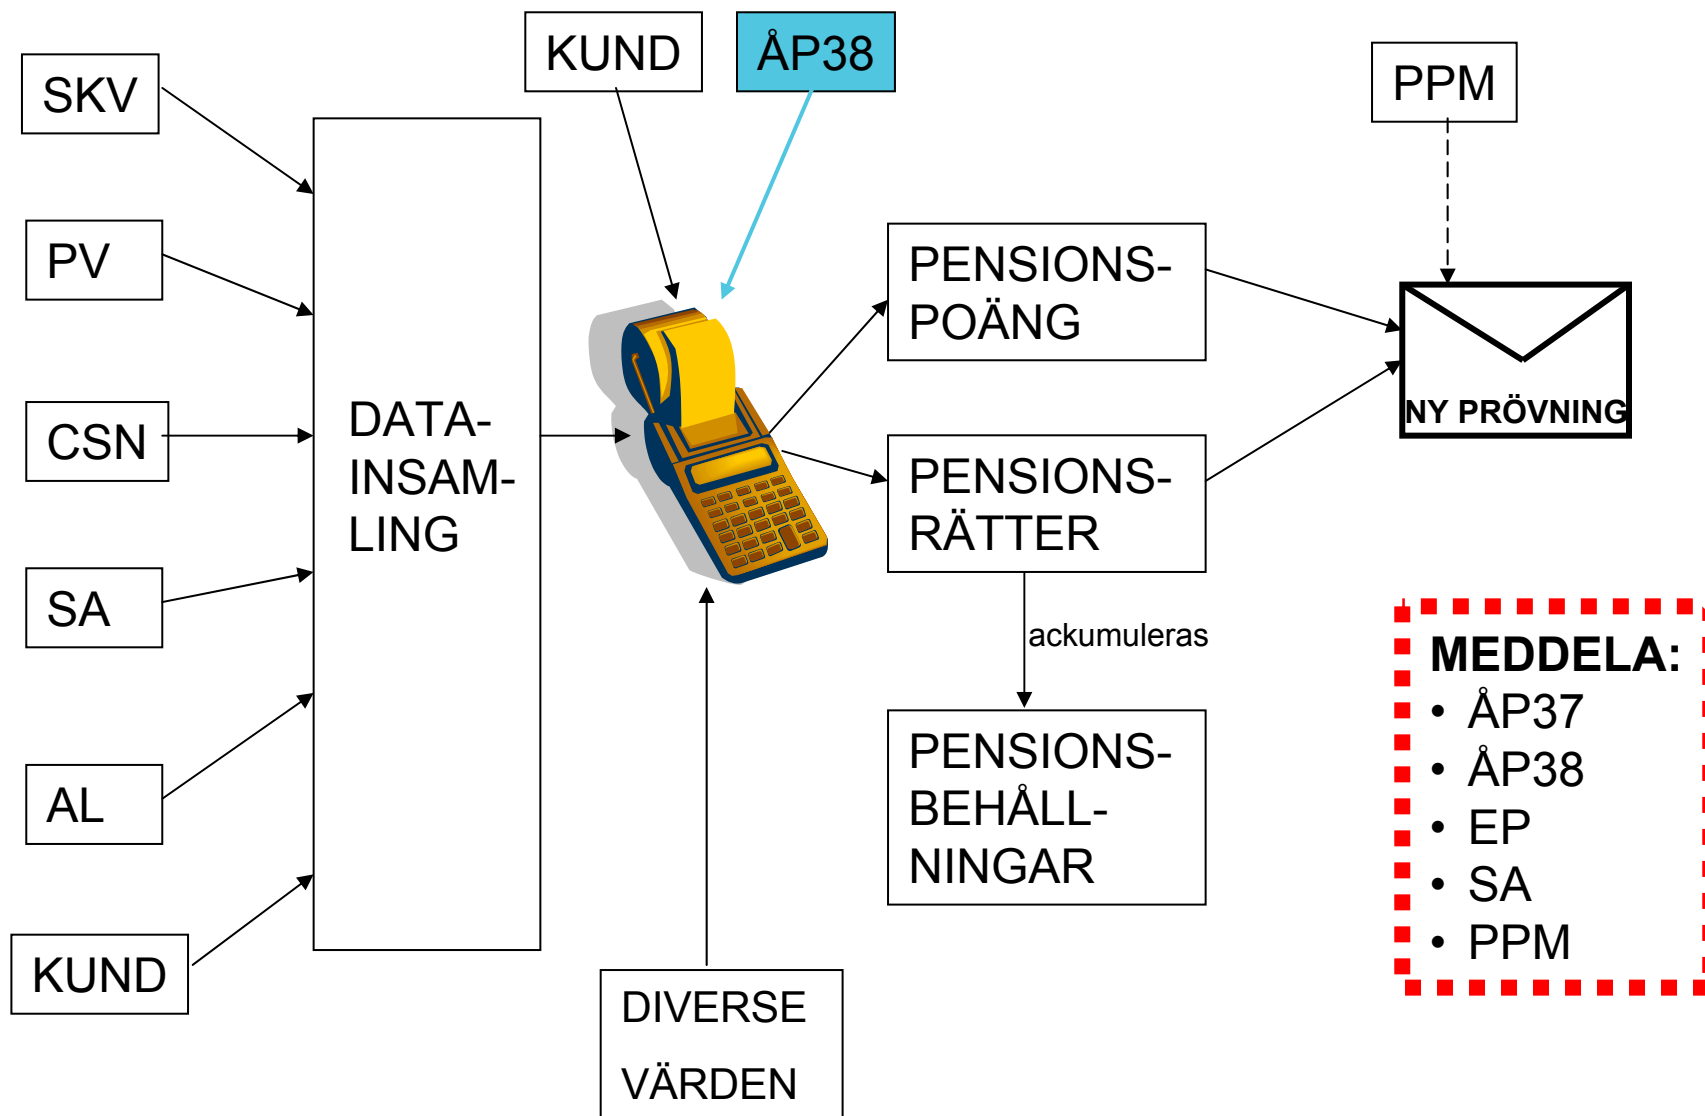 SKV
PV
CSN
SA
AL
KUND
DATA-
INSAM-
LING
KUND
ÅP38
DIVERSE
VÄRDEN
PENSIONS-
POÄNG
PENSIONS-
RÄTTER
ackumuleras
PENSIONS-
BEHÅLL-
NINGAR
PPM
NY PRÖVNING
MEDDELA:
• ÅP37
• ÅP38
• EP
• SA
• PPM